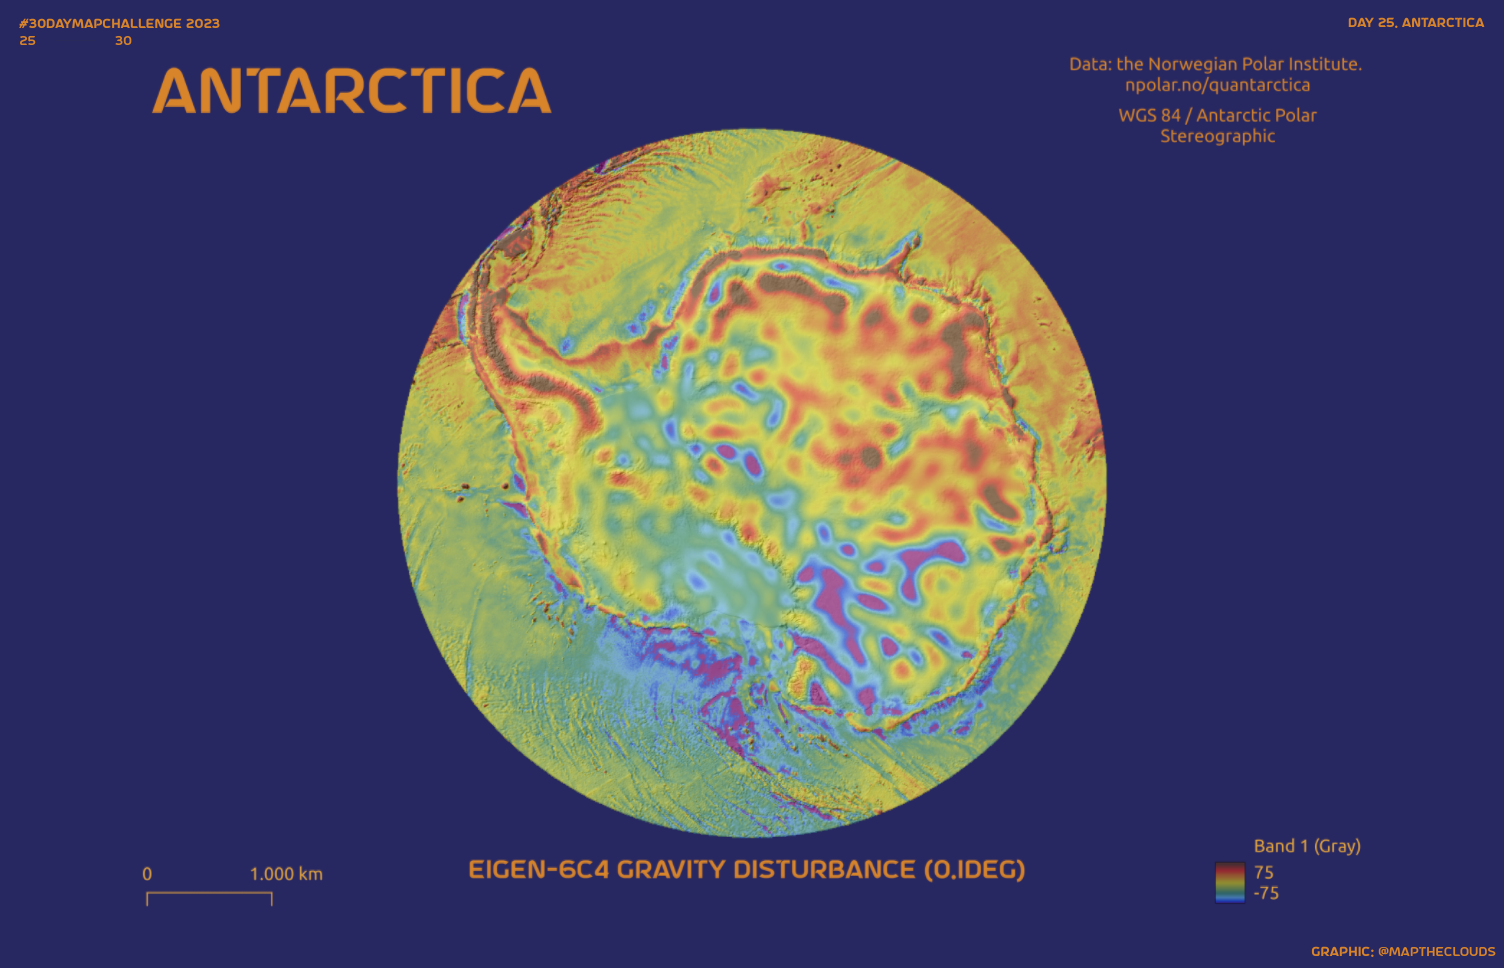 #30DAYMAPCHALLENGE 2023
25 30
DAY 25. ANTARCTICA
ANTARCTICA
Data: the Norwegian Polar Institute.
npolar.no/quantarctica
WGS 84 / Antarctic Polar
Stereographic
0 1.000 km
EIGEN-6C4 GRAVITY DISTURBANCE (0.1DEG)
Band 1 (Gray)
75
-75
GRAPHIC: @MAPTHECLOUDS